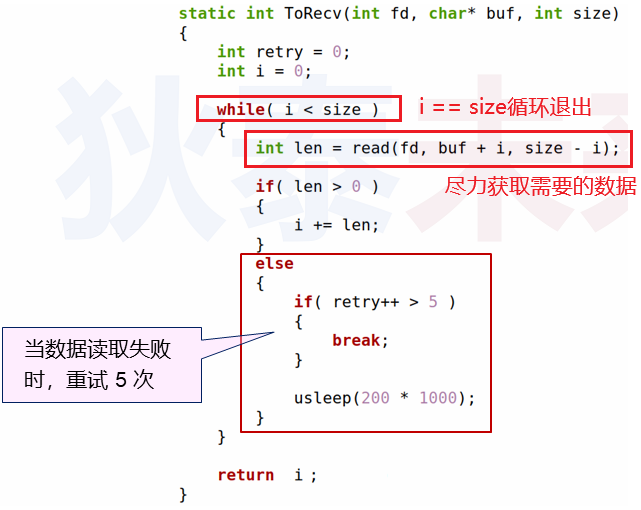 static int ToRecv(int fd, char* buf, int size)
{
int retry = 0;
int i = 0;
while( i < size )
i == size循环退出
{
int len = read(fd, buf + i, size - i);
尽力获取需要的数据
if( len > 0 )
{
i += len;
}
else
{
if( retry++ > 5 )
{
break;
}
usleep(200 * 1000);
}
}
return i ;
}
当数据读取失败
时，重试 5 次
狄泰未